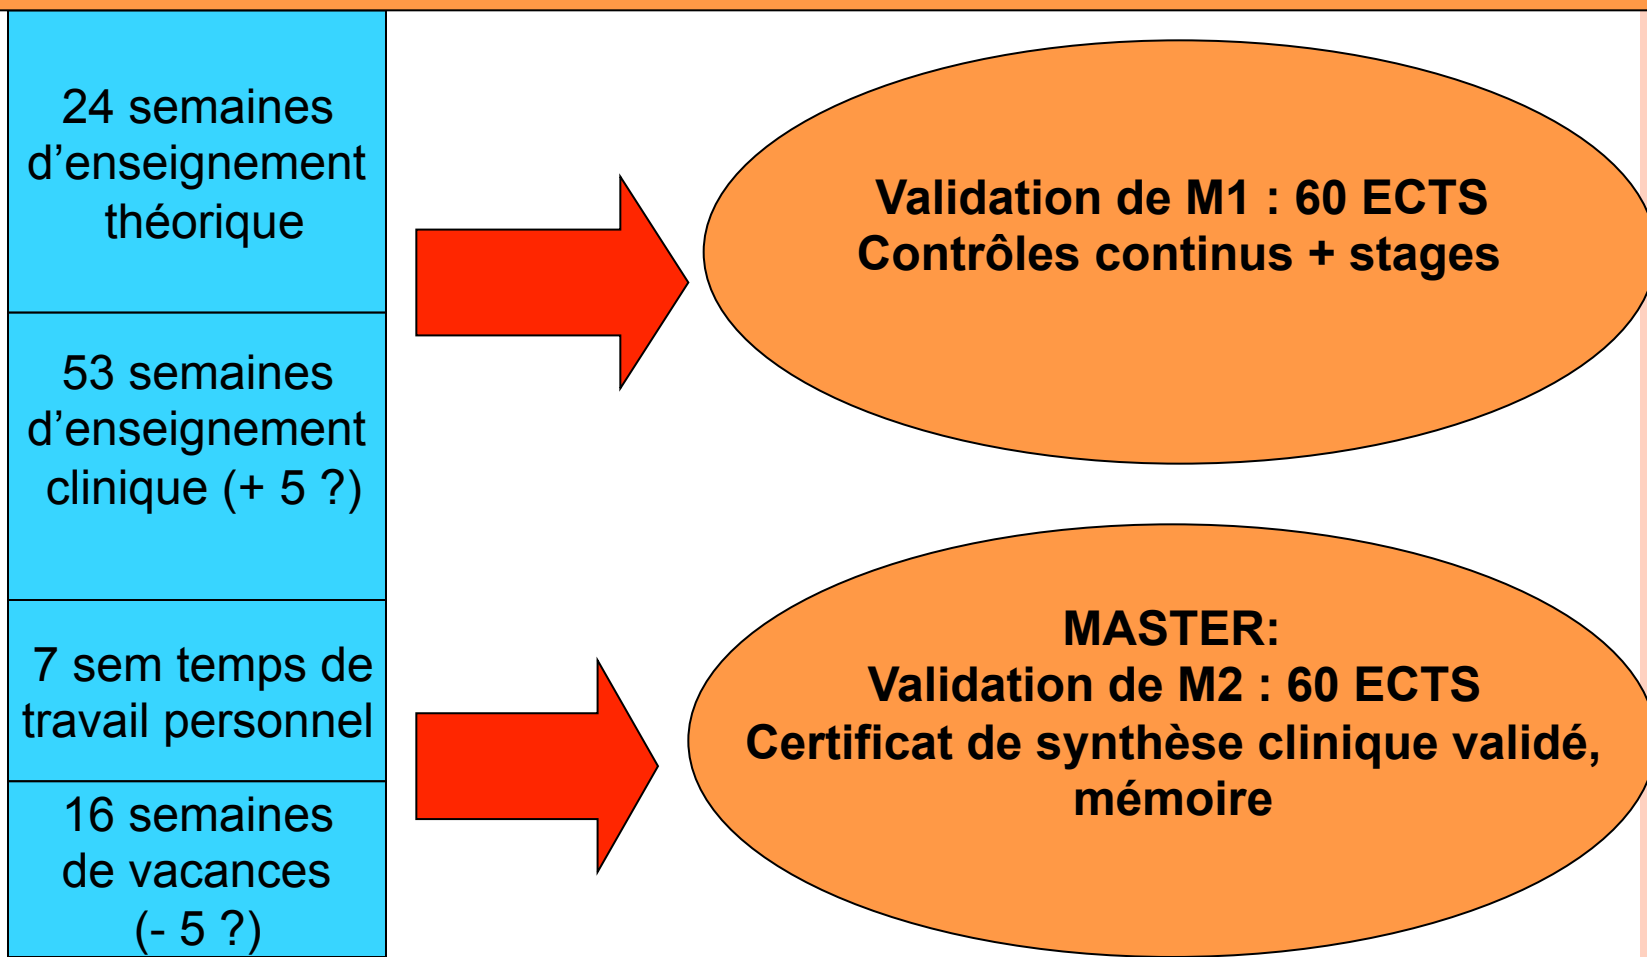 24 semaines
d’enseignement
théorique
53 semaines
d’enseignement
clinique (+ 5 ?)
7 sem temps de
travail personnel
16 semaines
de vacances
(- 5 ?)
Validation de M1 : 60 ECTS
Contrôles continus + stages
MASTER:
Validation de M2 : 60 ECTS
Certificat de synthèse clinique validé,
mémoire